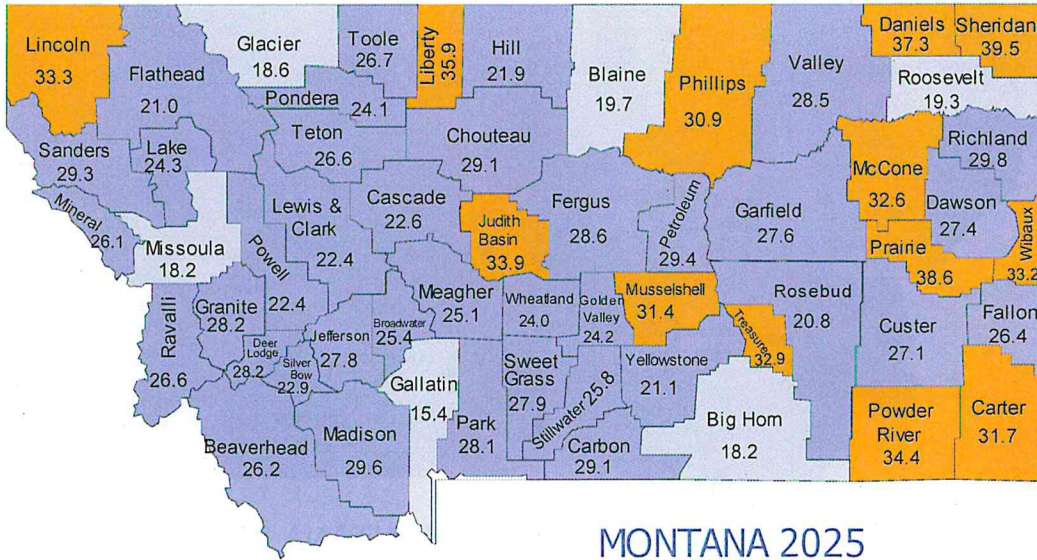 Lincoln
33.3
Flathead
21.0
Glacier
18.6
Toole
26.7
Liberty
35.9
Hill
21.9
Blaine
19.7
Phillips
30.9
Valley
28.5
Daniels
37.3
Sheridan
39.5
Roosevelt
19.3
Pondera
24.1
Teton
26.6
Chouteau
29.1
Richland
29.8
Sanders
29.3
Lake
24.3
Mineral
26.1
Missoula
18.2
Powell
22.4
Lewis &
Clark
22.4
Cascade
22.6
Judith
Basin
33.9
Fergus
28.6
Petroleum
29.4
Garfield
27.6
McCone
32.6
Dawson
27.4
Prairie
38.6
Wibaux
33.2
Ravalli
26.6
Granite
28.2
Deer
Lodge
28.2
Silver
Bow
22.9
Jefferson
27.8
Broadwater
25.4
Meagher
25.1
Wheatland
24.0
Golden
Valley
24.2
Musselshell
31.4
Treasure
32.9
Rosebud
20.8
Custer
27.1
Fallon
26.4
Beaverhead
26.2
Madison
29.6
Gallatin
15.4
Park
28.1
Sweet
Grass
27.9
Stillwater 25.8
Yellowstone
21.1
Carbon
29.1
Big Horn
18.2
Powder
River
34.4
Carter
31.7
MONTANA 2025